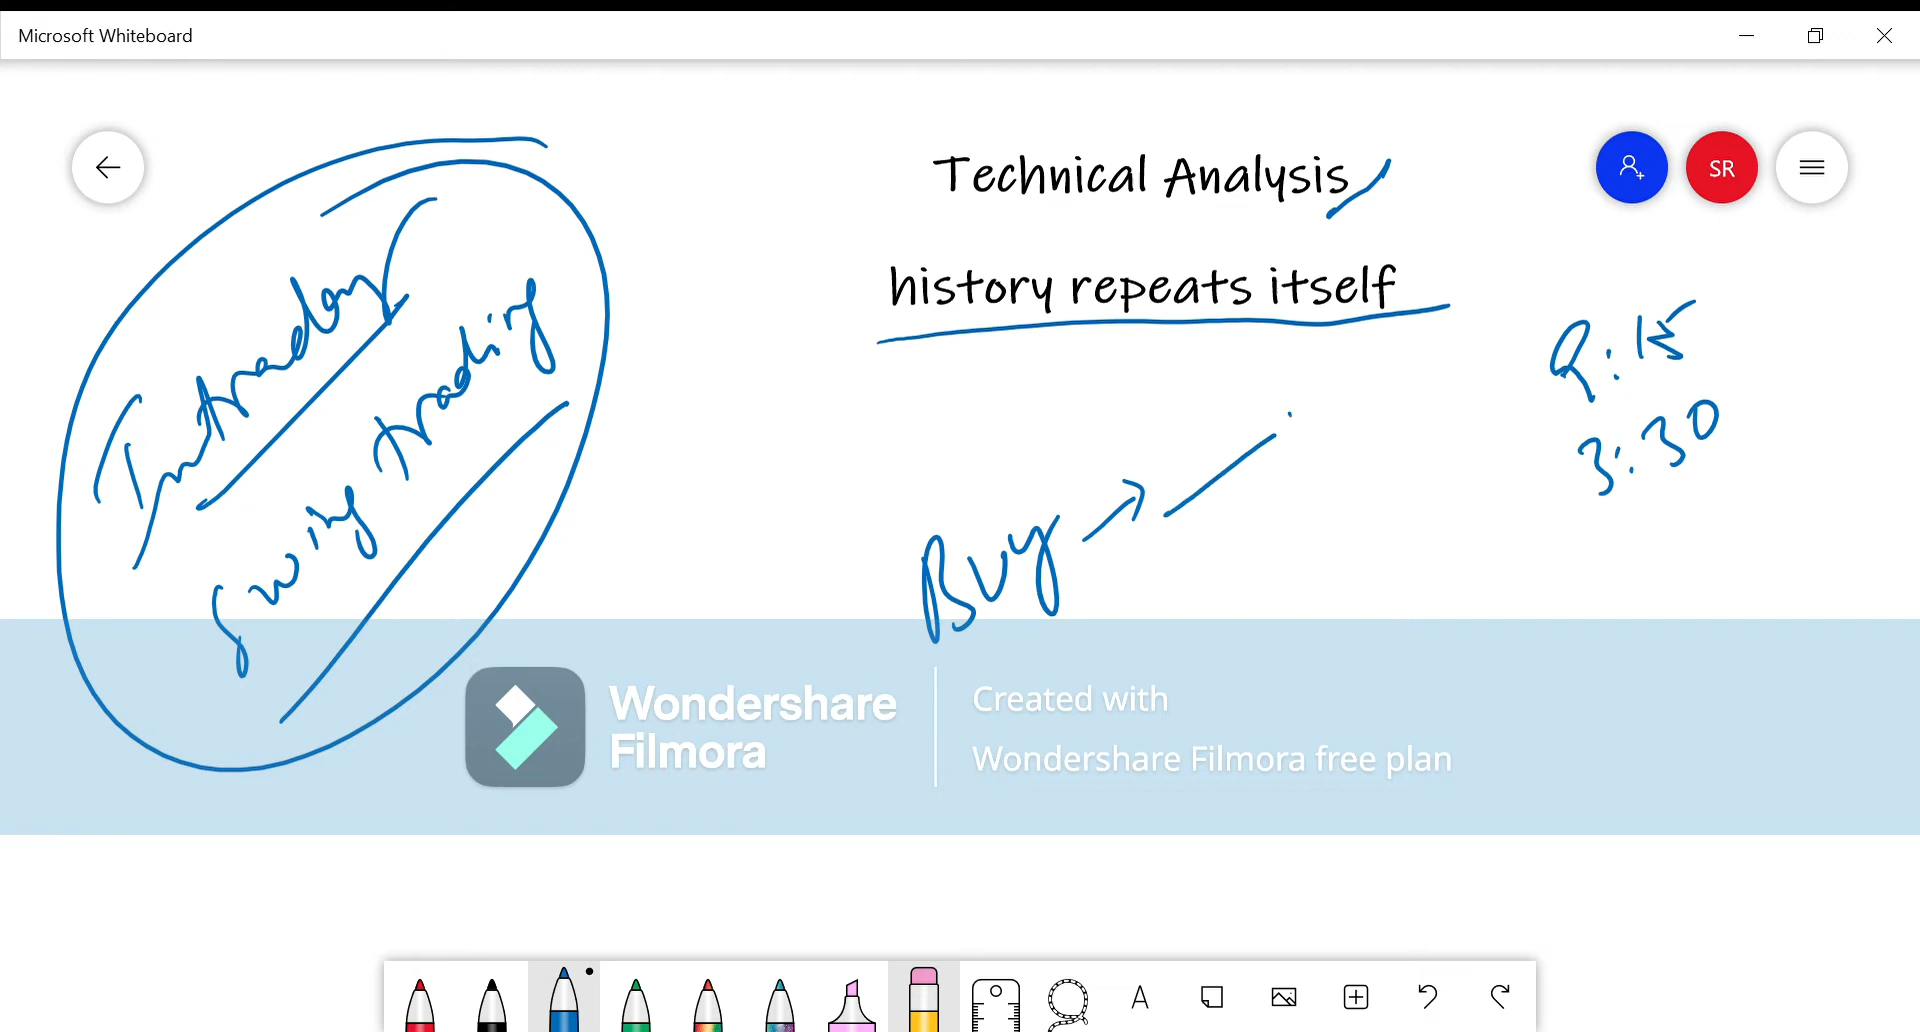 Microsoft Whiteboard
Technical Analysis
SR
history repeats itself
Intraday
Swing trading
9:15
3:30
Buy
Wondershare
Filmora
Created with
Wondershare Filmora free plan